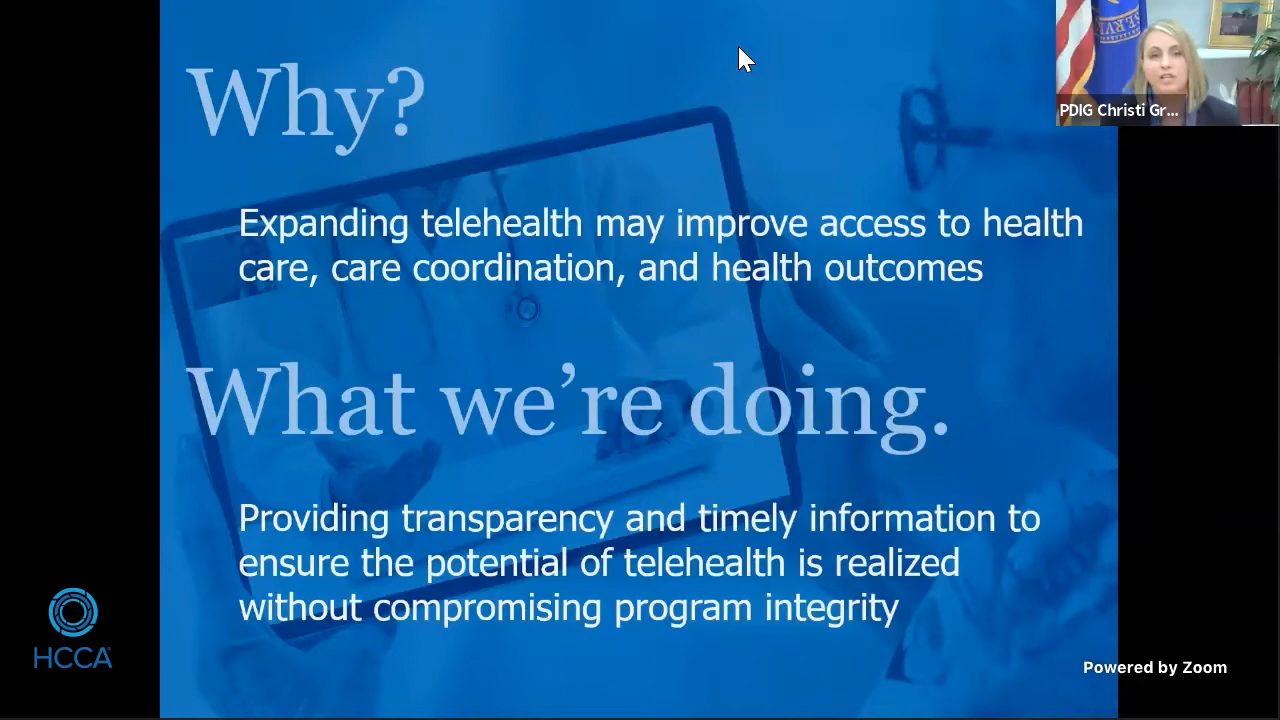 Why?
PDIG Christi Gr...
Expanding telehealth may improve access to health
care, care coordination, and health outcomes
What we’re doing.
Providing transparency and timely information to
ensure the potential of telehealth is realized
without compromising program integrity
HCCA
Powered by Zoom